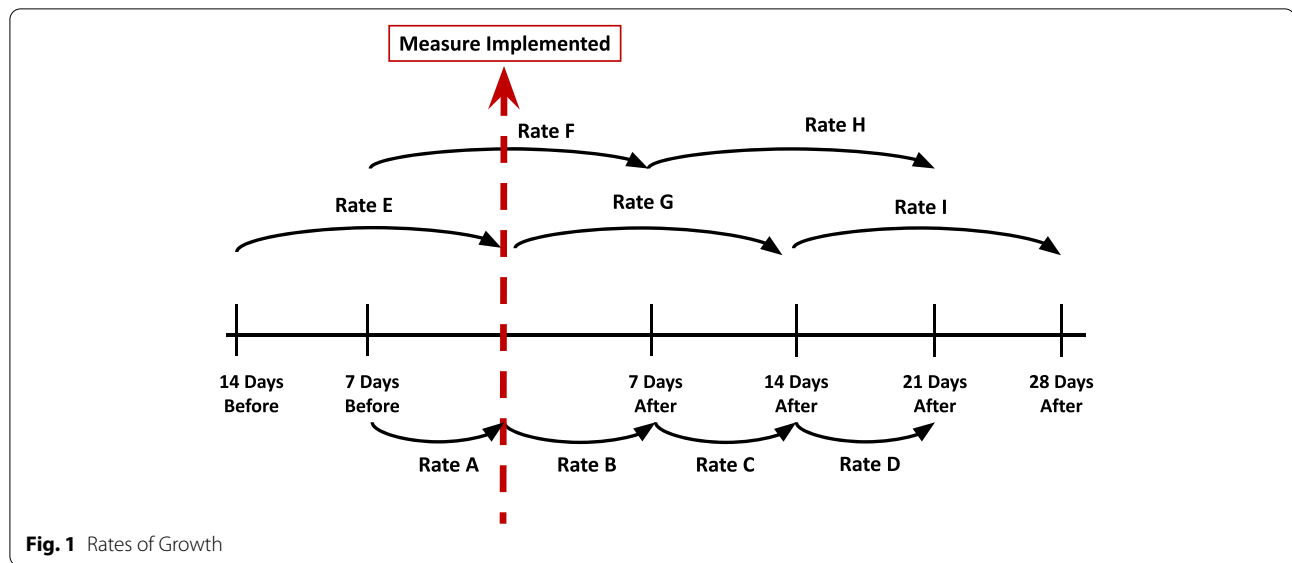 Measure Implemented
Rate F
Rate H
Rate E
Rate G
Rate I
14 Days
Before
7 Days
Before
7 Days
After
14 Days
After
21 Days
After
28 Days
After
Rate A
Rate B
Rate C
Rate D
Fig. 1 Rates of Growth